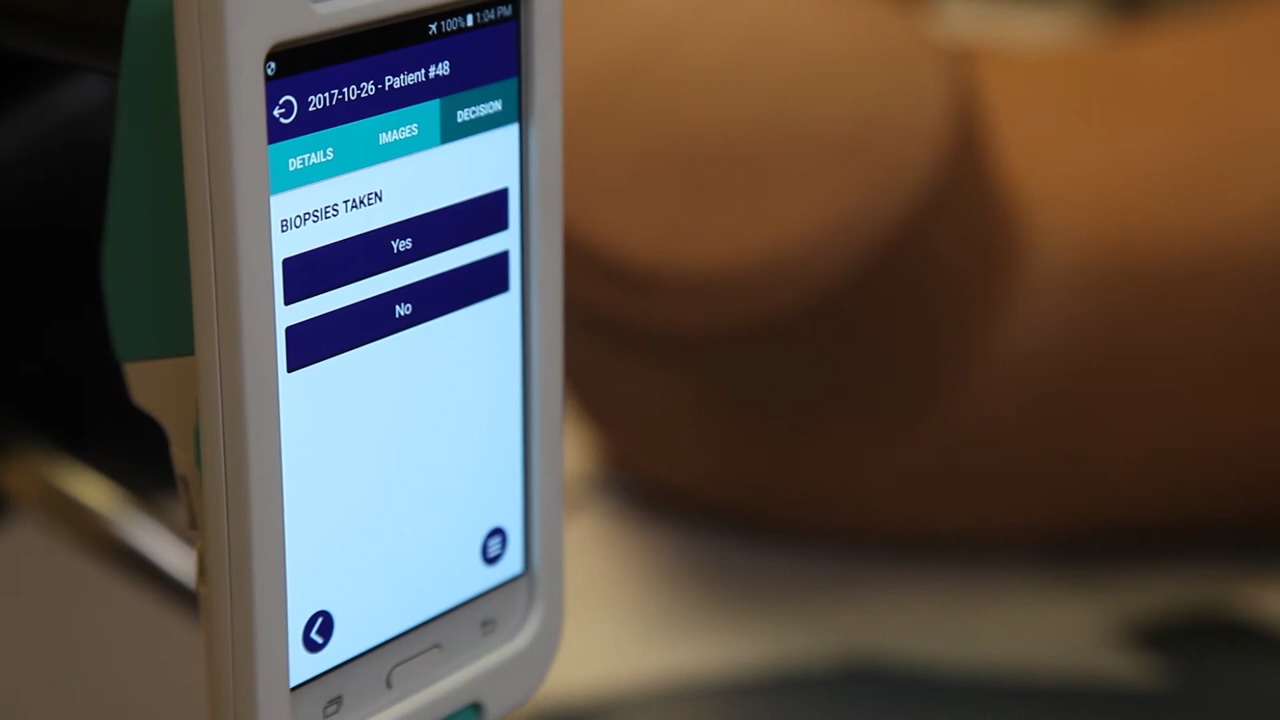 100% 1:04 PM
2017-10-26 - Patient #48
DETAILS IMAGES DECISION
BIOPSIES TAKEN
Yes
No